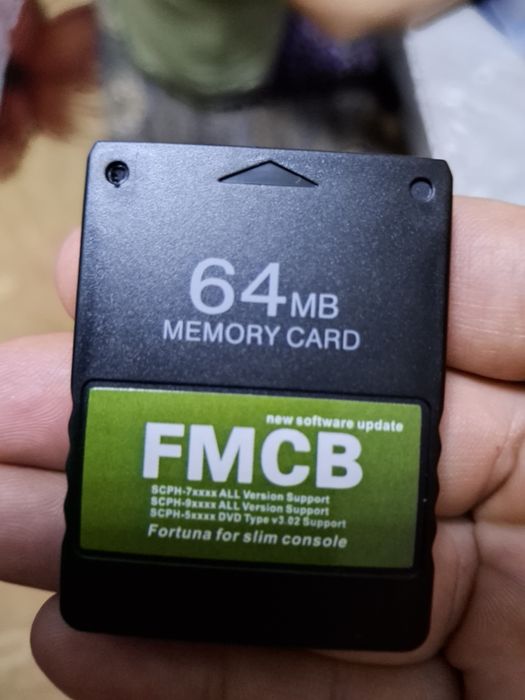 64MB
MEMORY CARD
new software update
FMCB
SCPH-7xxxx ALL Version Support
SCPH-9xxxx ALL Version Support
SCPH-5xxxx DVD Type v3.02 Support
Fortuna for slim console